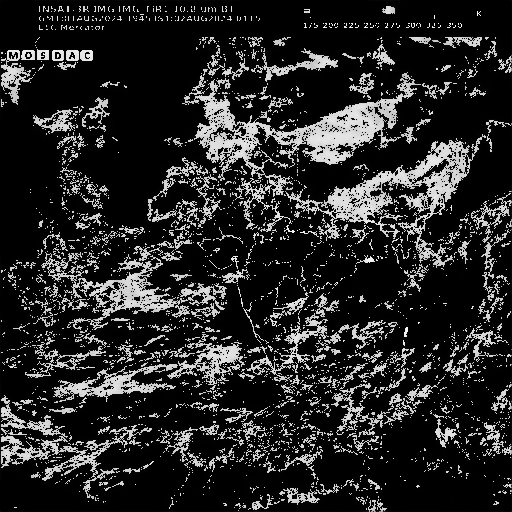 INSAT-3R IMG IMG_TIR1 10.8 um BT
GMT:01AUG2024 1945 IST:02AUG2024 0115
L1C Mercator
K
175 200 225 250 275 300 325 350
MOSDAC